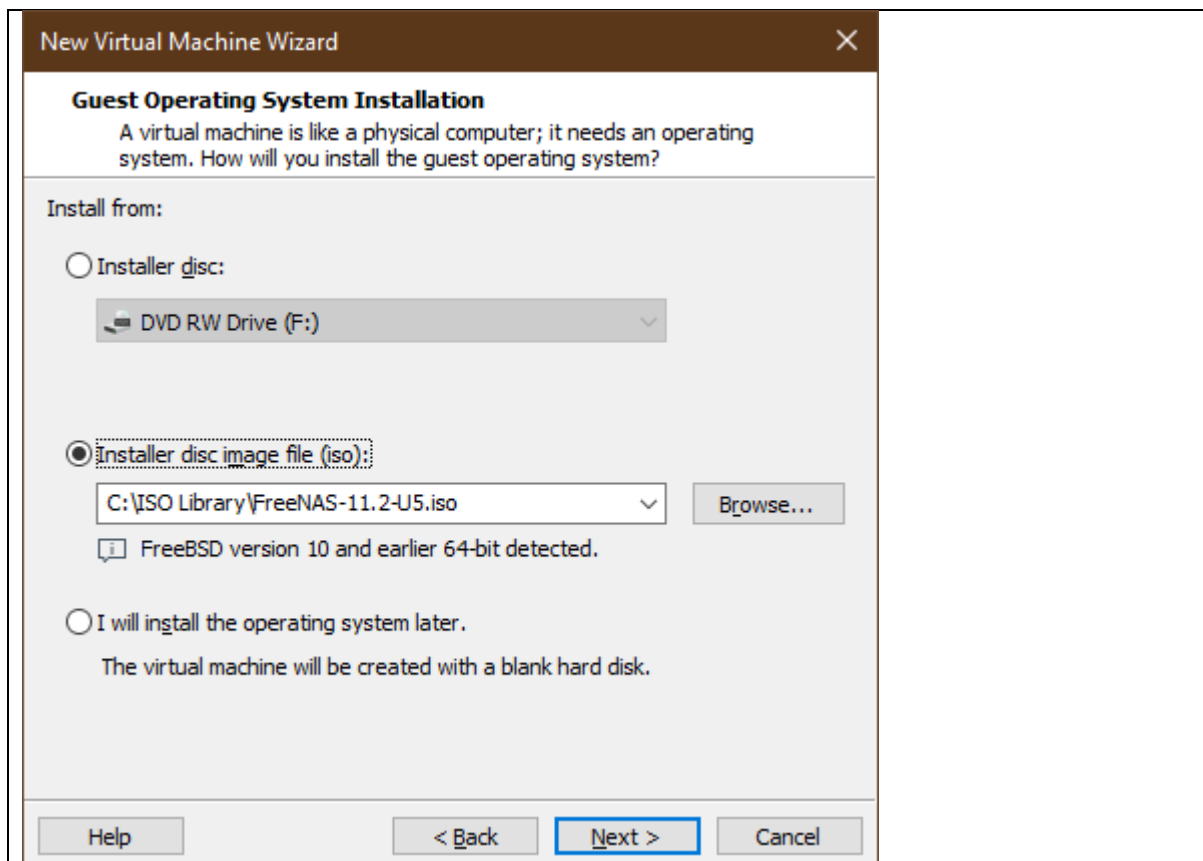 New Virtual Machine Wizard
Guest Operating System Installation
A virtual machine is like a physical computer; it needs an operating
system. How will you install the guest operating system?
Install from:
Installer disc:
DVD RW Drive (F:)
Installer disc image file (iso):
C:\ISO Library\FreeNAS-11.2-U5.iso
Browse...
FreeBSD version 10 and earlier 64-bit detected.
I will install the operating system later.
The virtual machine will be created with a blank hard disk.
Help
< Back
Next >
Cancel